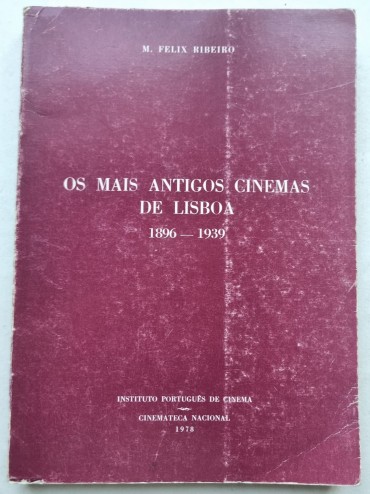 M. FELIX RIBEIRO
OS MAIS ANTIGOS CINEMAS
DE LISBOA
1896 — 1939
INSTITUTO PORTUGUÊS DE CINEMA
CINEMATECA NACIONAL
1978